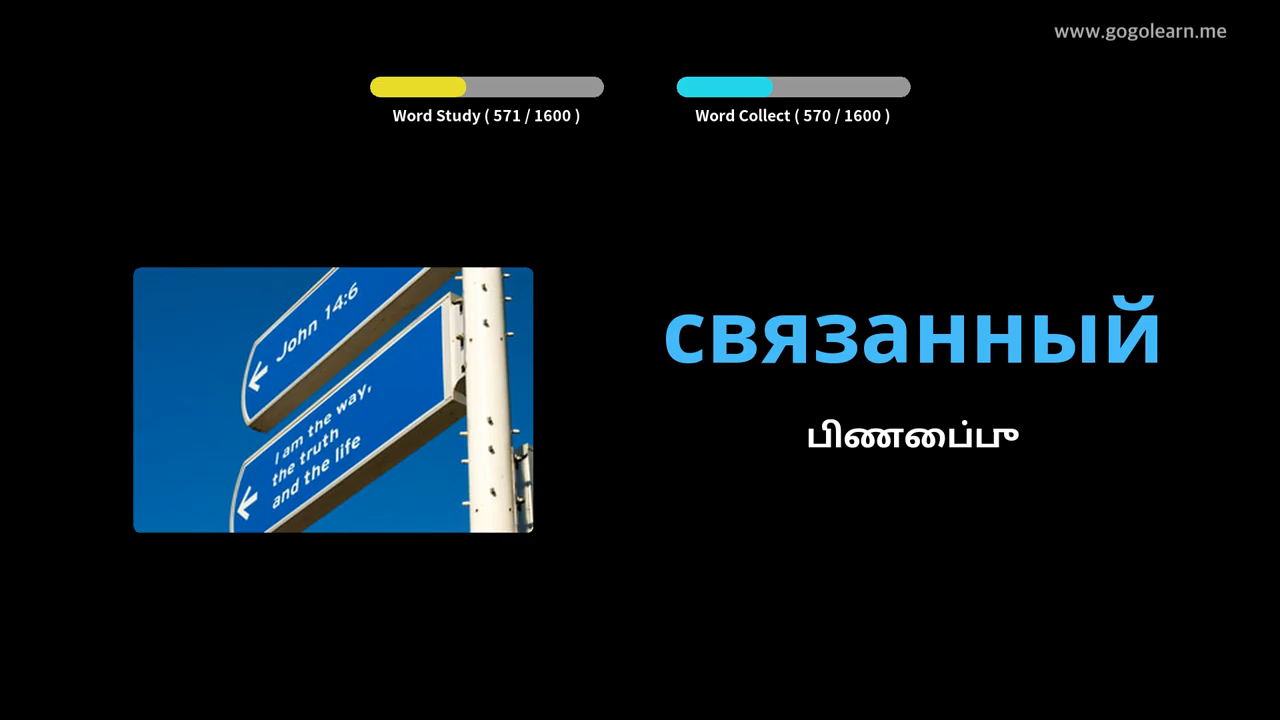 www.gogolearn.me
Word Study ( 571 / 1600 )
Word Collect ( 570 / 1600 )
John 14:6
I am the way,
the truth
and the life
связанный
பிணைப்பு